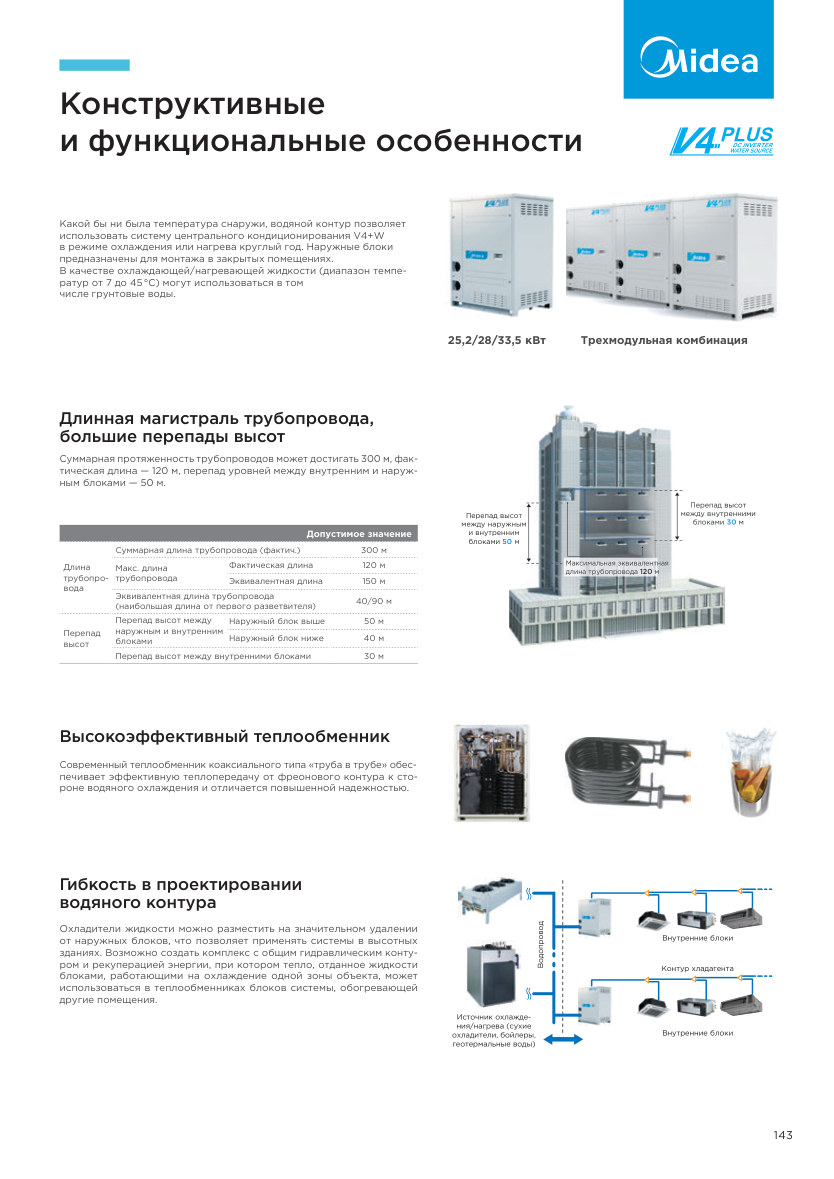 Midea
Конструктивные
и функциональные особенности
V4+W PLUS
DC INVERTER
WATER SOURCE
Какой бы ни была температура снаружи, водяной контур позволяет
использовать систему центрального кондиционирования V4+W
в режиме охлаждения или нагрева круглый год. Наружные блоки
предназначены для монтажа в закрытых помещениях.
В качестве охлаждающей/нагревающей жидкости (диапазон темпе-
ратур от 7 до 45 °C) могут использоваться в том
числе грунтовые воды.
25,2/28/33,5 кВт
Трехмодульная комбинация
Длинная магистраль трубопровода,
большие перепады высот
Суммарная протяженность трубопроводов может достигать 300 м, фак-
тическая длина — 120 м, перепад уровней между внутренним и наруж-
ным блоками — 50 м.
Допустимое значение
Длина
трубопро-
вода
Суммарная длина трубопровода (фактич.) 300 м
Макс. длина
трубопровода
Фактическая длина 120 м
Эквивалентная длина 150 м
Эквивалентная длина трубопровода
(наибольшая длина от первого разветвителя) 40/90 м
Перепад
высот
Перепад высот между
наружным и внутренним
блоками
Наружный блок выше 50 м
Наружный блок ниже 40 м
Перепад высот между внутренними блоками 30 м
Перепад высот
между наружным
и внутренним
блоками 50 м
Перепад высот
между внутренними
блоками 30 м
Максимальная эквивалентная
длина трубопровода 120 м
Высокоэффективный теплообменник
Современный теплообменник коаксиального типа «труба в трубе» обес-
печивает эффективную теплопередачу от фреонового контура к сто-
роне водяного охлаждения и отличается повышенной надежностью.
Гибкость в проектировании
водяного контура
Охладители жидкости можно разместить на значительном удалении
от наружных блоков, что позволяет применять системы в высотных
зданиях. Возможно создать комплекс с общим гидравлическим конту-
ром и рекуперацией энергии, при котором тепло, отданное жидкости
блоками, работающими на охлаждение одной зоны объекта, может
использоваться в теплообменниках блоков системы, обогревающей
другие помещения.
Водопровод
Внутренние блоки
Контур хладагента
Внутренние блоки
Источник охлажде-
ния/нагрева (сухие
охладители, бойлеры,
геотермальные воды)
143